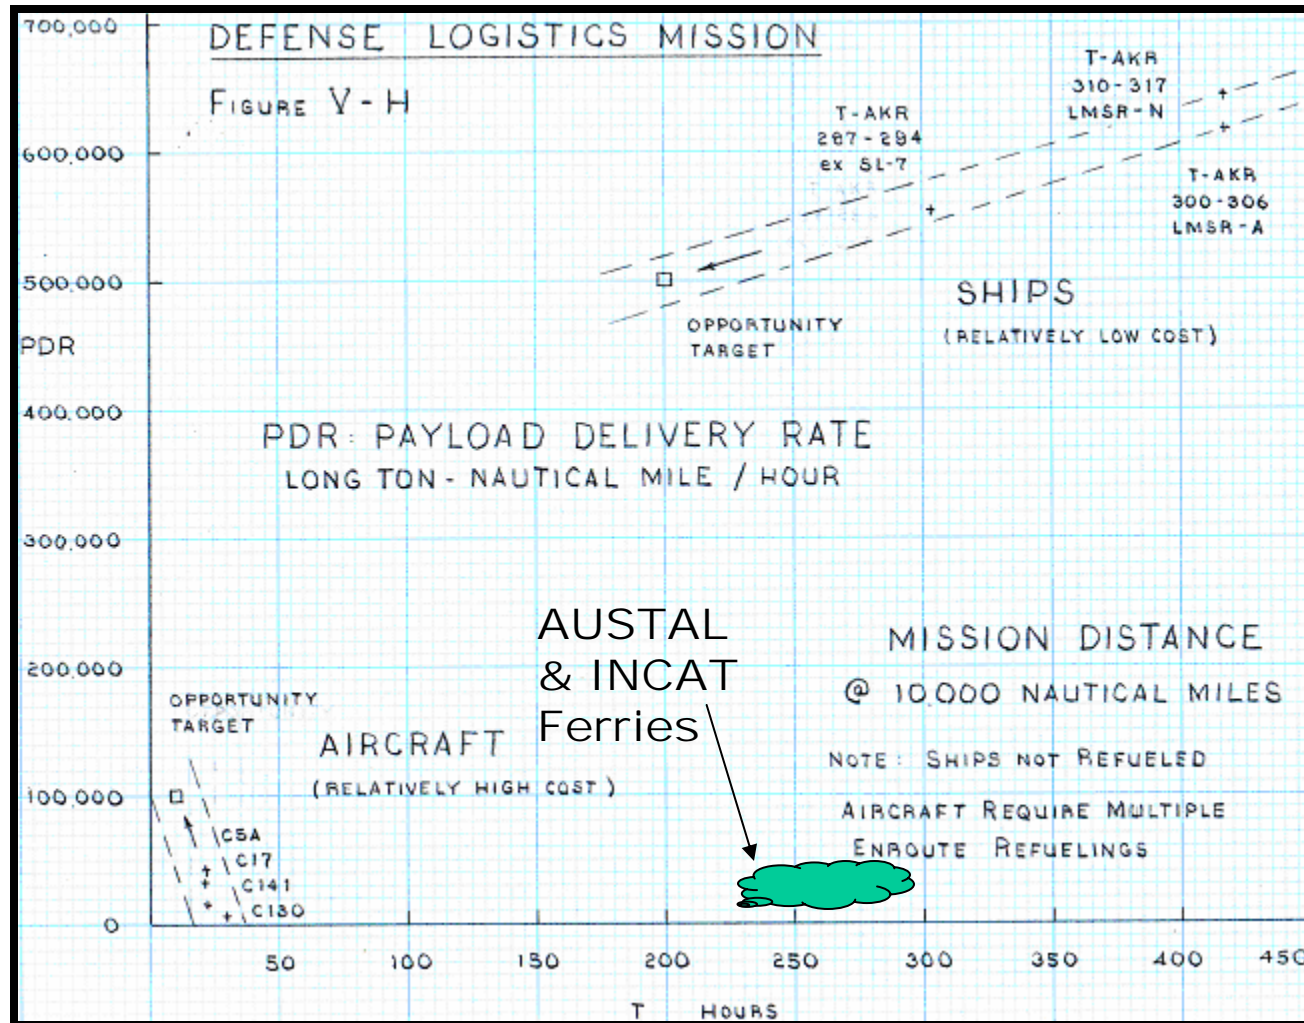 DEFENSE LOGISTICS MISSION
FIGURE V-H
700,000
600,000
500,000
PDR
400,000
300,000
200,000
100,000
0
T-AKR
310-317
LMSR-N
T-AKR
287-294
ex SL-7
T-AKR
300-306
LMSR-A
SHIPS
(RELATIVELY LOW COST)
OPPORTUNITY
TARGET
PDR: PAYLOAD DELIVERY RATE
LONG TON - NAUTICAL MILE / HOUR
AUSTAL
& INCAT
Ferries
MISSION DISTANCE
@ 10,000 NAUTICAL MILES
NOTE: SHIPS NOT REFUELED
AIRCRAFT REQUIRE MULTIPLE
ENROUTE REFUELINGS
OPPORTUNITY
TARGET
AIRCRAFT
(RELATIVELY HIGH COST)
C5A
C17
C141
C130
50 100 150 200 250 300 350 400 450
T HOURS